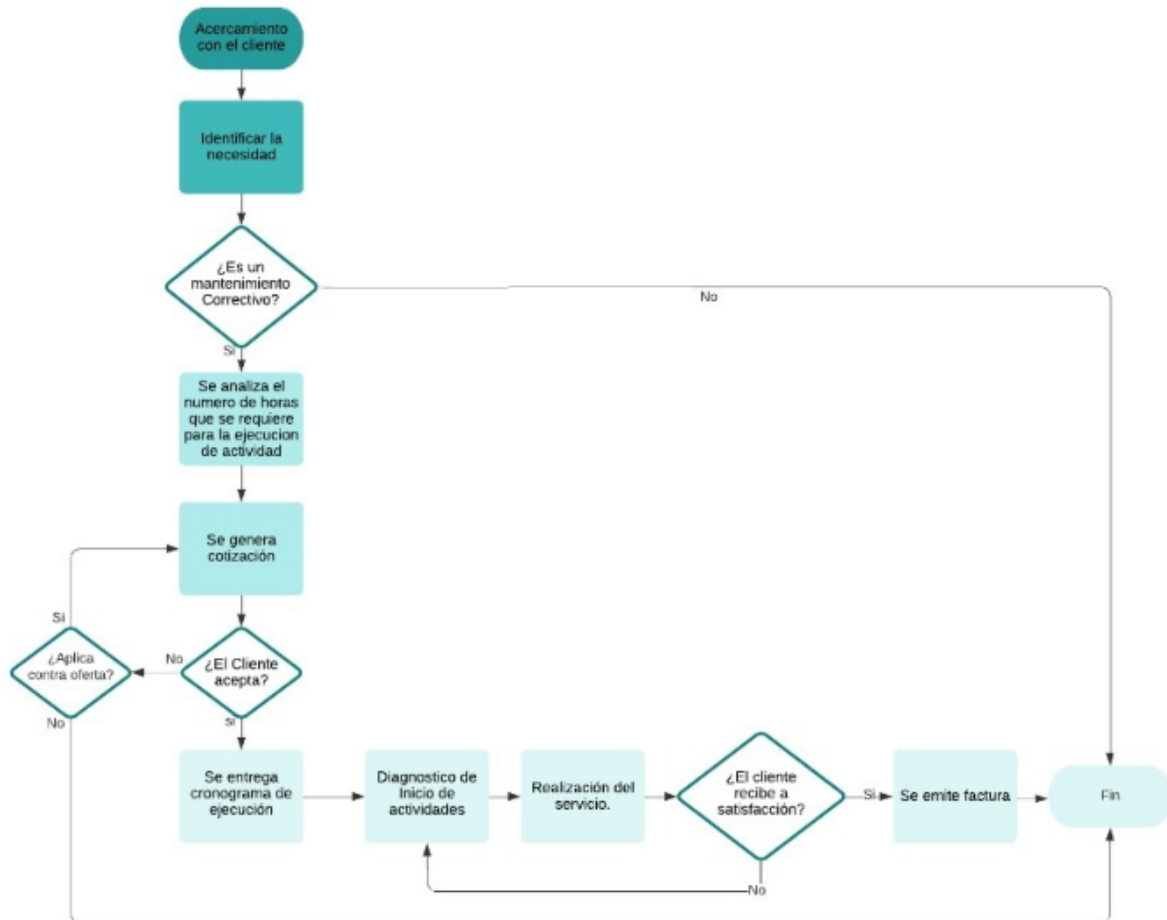 Acercamiento
con el cliente
Identificar la
necesidad
¿Es un
mantenimiento
Correctivo?
No
Si
Se analiza el
numero de horas
que se requiere
para la ejecucion
de actividad
Se genera
cotización
Si
¿Aplica
contra oferta?
No
¿El Cliente
acepta?
No
si
Se entrega
cronograma de
ejecución
Diagnostico de
Inicio de
actividades
Realización del
servicio.
¿El cliente
recibe a
satisfacción?
Si
Se emite factura
Fin
No